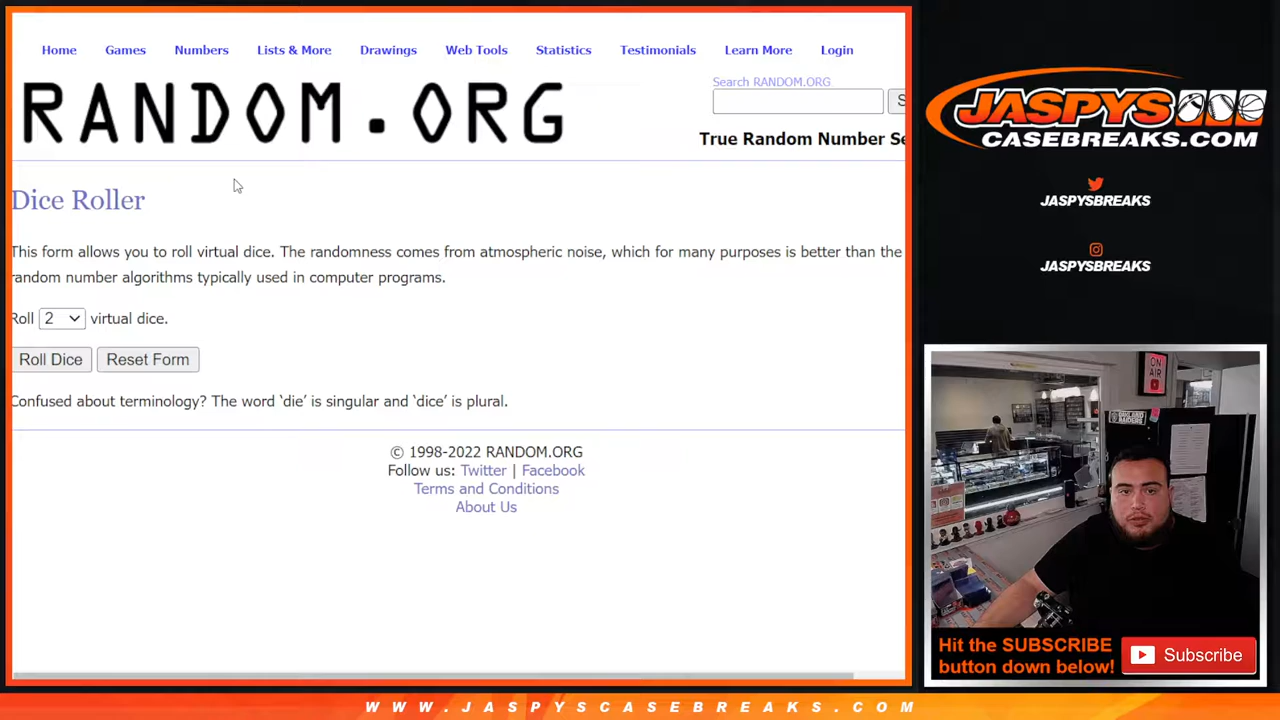 Home Games Numbers Lists & More Drawings Web Tools Statistics Testimonials Learn More Login
RANDOM.ORG
Search RANDOM.ORG
S
True Random Number Se
Dice Roller
This form allows you to roll virtual dice. The randomness comes from atmospheric noise, which for many purposes is better than the
random number algorithms typically used in computer programs.
Roll 2 virtual dice.
Roll Dice Reset Form
Confused about terminology? The word ‘die’ is singular and ‘dice’ is plural.
© 1998-2022 RANDOM.ORG
Follow us: Twitter | Facebook
Terms and Conditions
About Us
JASPYS
CASEBREAKS.COM
JASPYSBREAKS
JASPYSBREAKS
ON
AIR
Hit the SUBSCRIBE
button down below!
Subscribe
WWW.JASPYSCASEBREAKS.COM